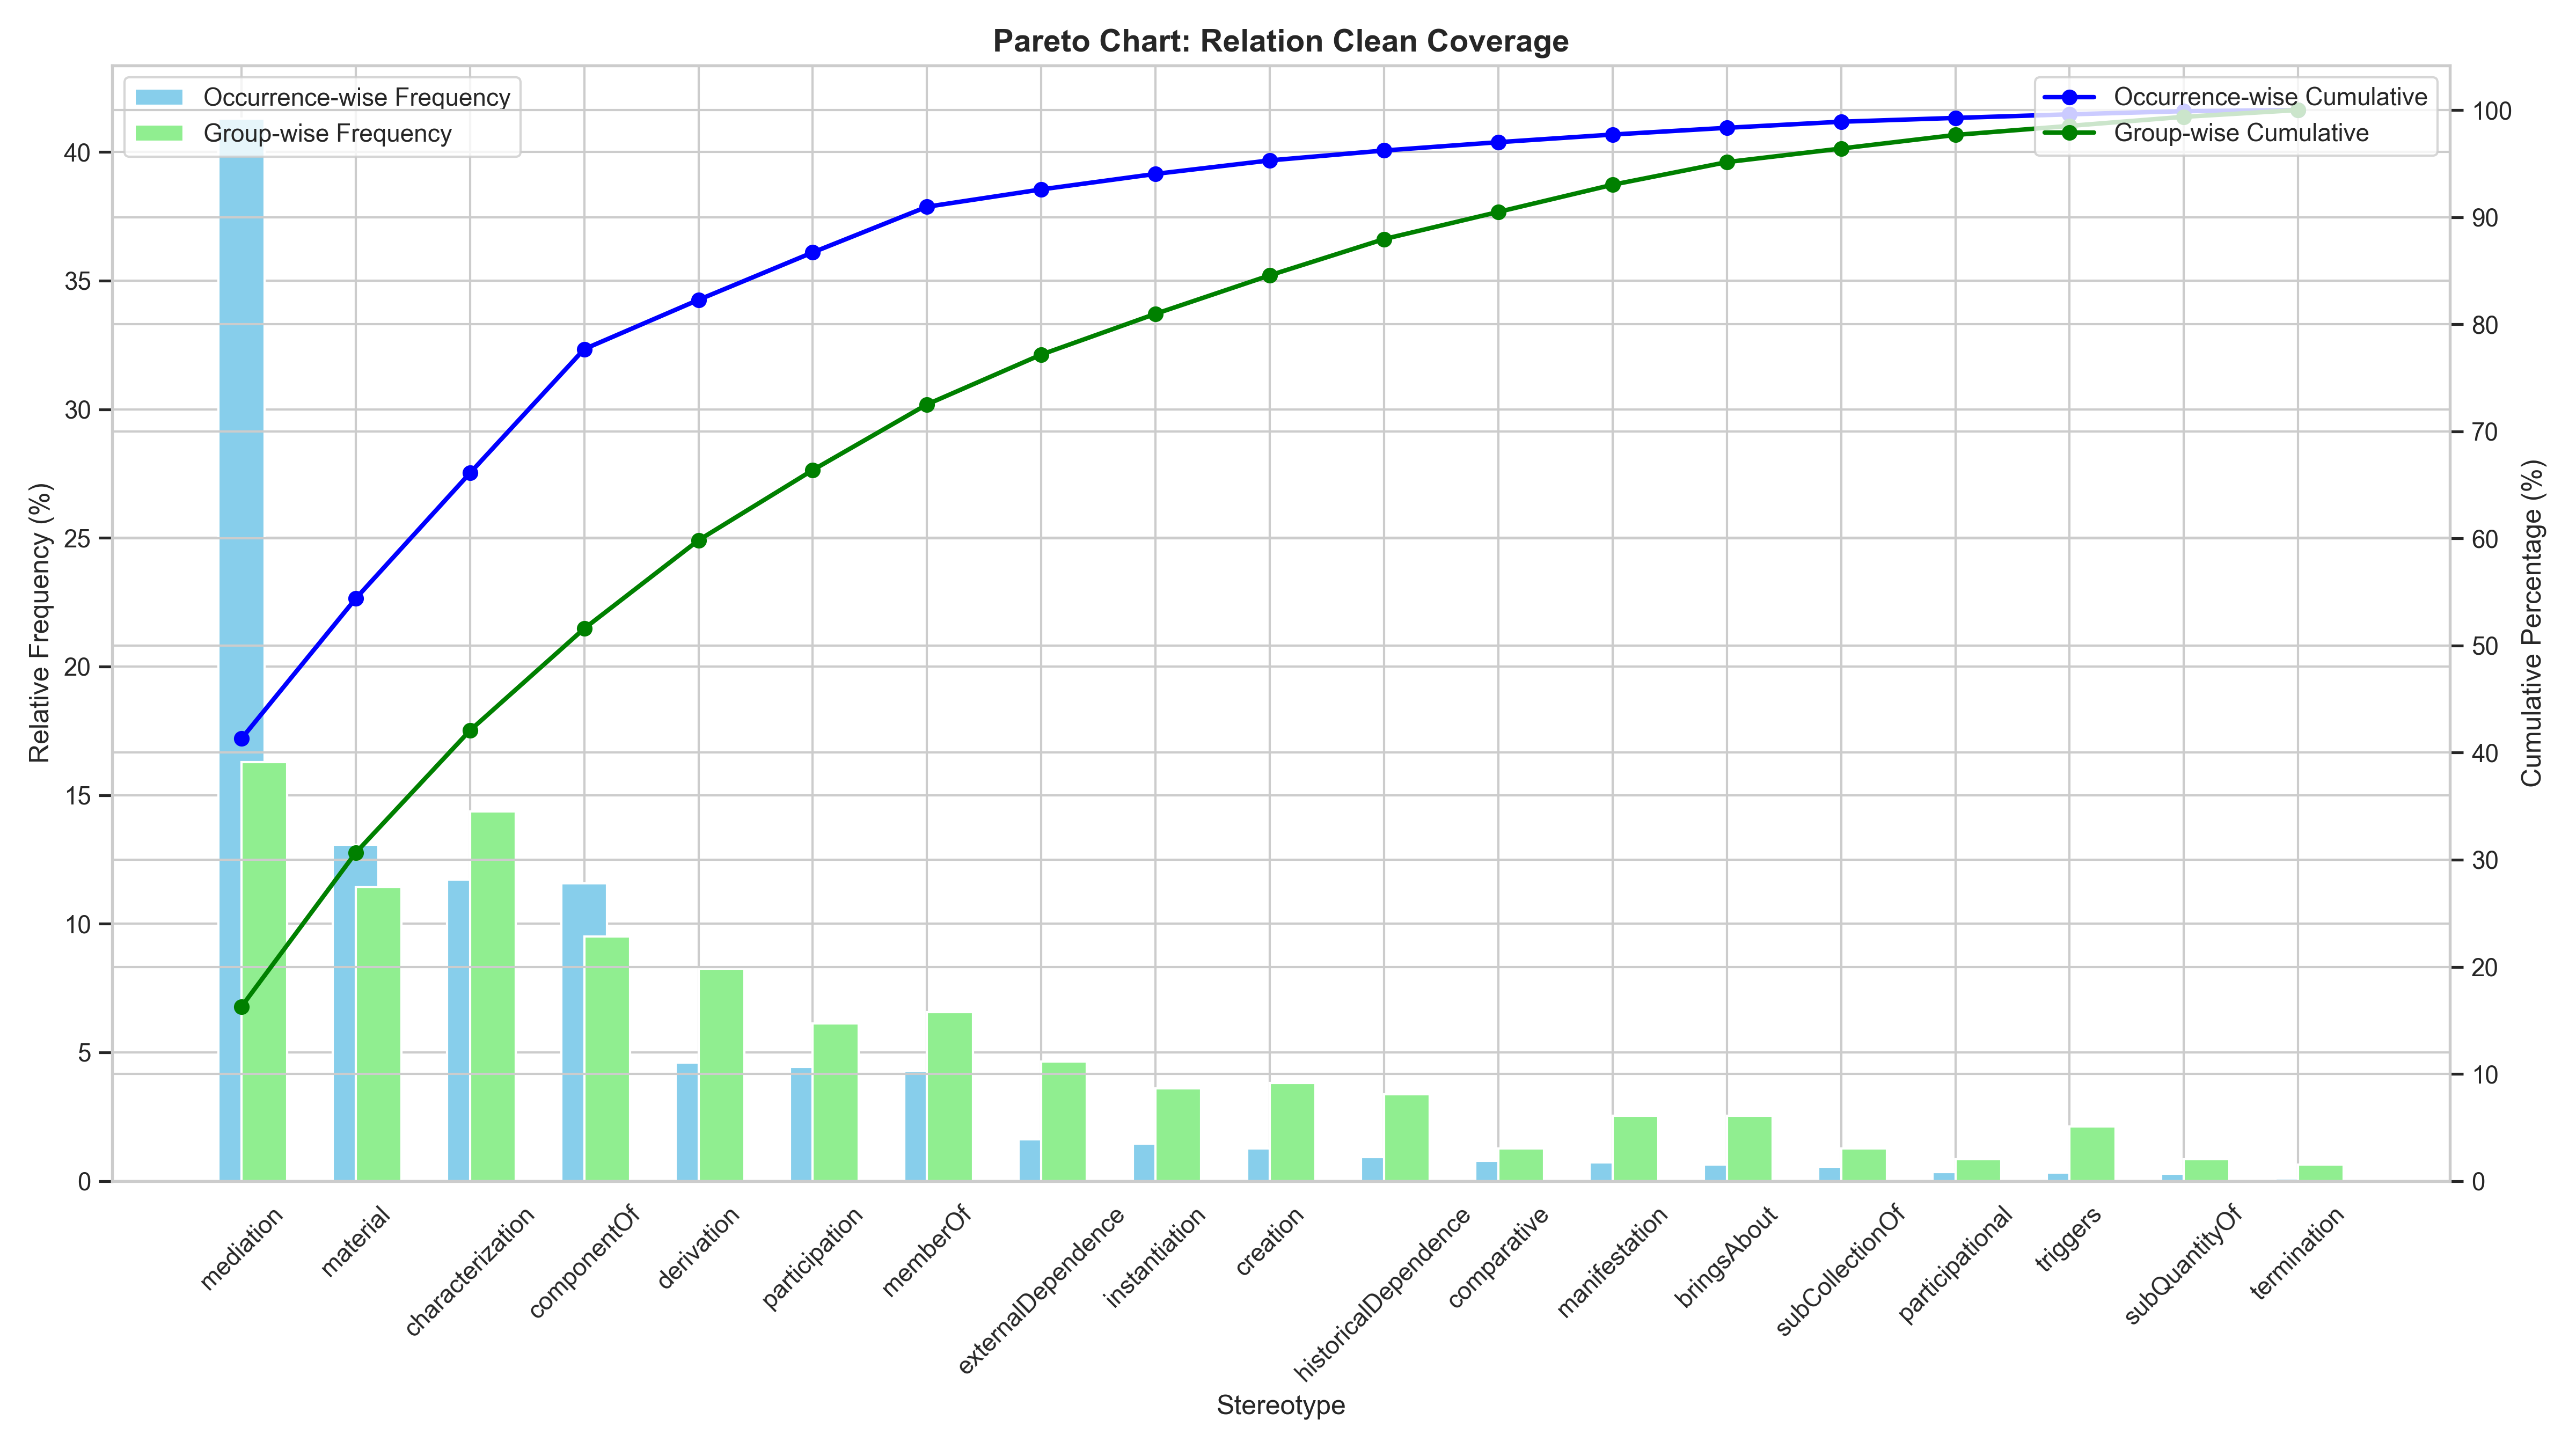 Pareto Chart: Relation Clean Coverage
Occurrence-wise Frequency
Group-wise Frequency
Occurrence-wise Cumulative
Group-wise Cumulative
Relative Frequency (%)
40
35
30
25
20
15
10
5
0
100
90
80
70
60
50
40
30
20
10
0
Cumulative Percentage (%)
mediation
material
characterization
componentOf
derivation
participation
memberOf
externalDependence
instantiation
creation
historicalDependence
comparative
manifestation
bringsAbout
subCollectionOf
participational
triggers
subQuantityOf
termination
Stereotype